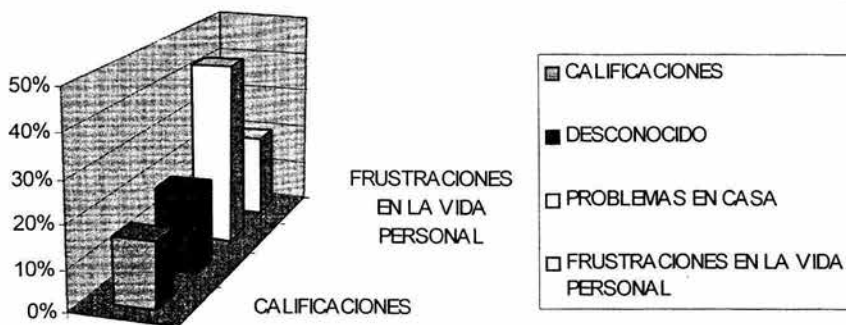 50%
40%
30%
20%
10%
0%
FRUSTRACIONES
EN LA VIDA
PERSONAL
CALIFICACIONES
CALIFICACIONES
DESCONOCIDO
PROBLEMAS EN CASA
FRUSTRACIONES EN LA VIDA
PERSONAL